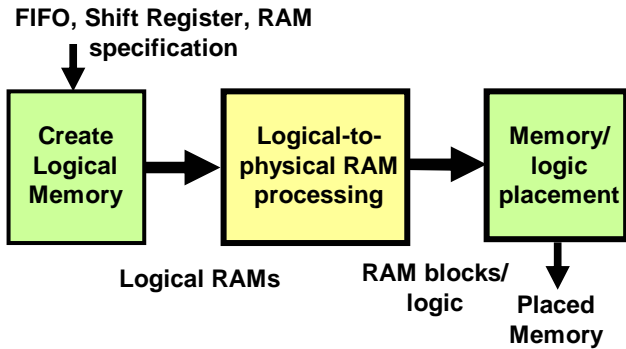 FIFO, Shift Register, RAM
specification
Create
Logical
Memory
Logical-to-
physical RAM
processing
Memory/
logic
placement
Logical RAMs
RAM blocks/
logic
Placed
Memory